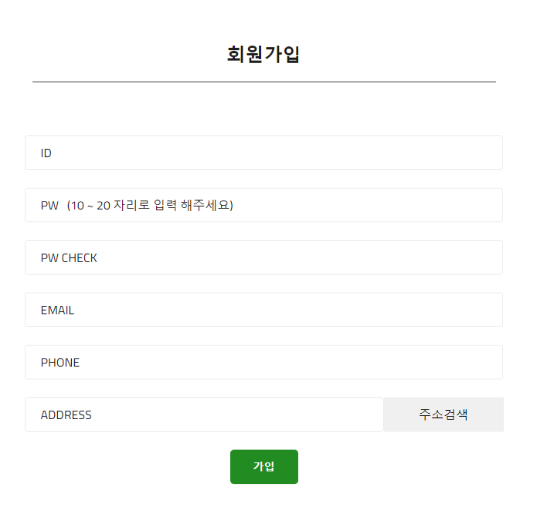 회원가입
ID
PW (10 ~ 20 자리로 입력 해주세요)
PW CHECK
EMAIL
PHONE
ADDRESS 주소검색
가입